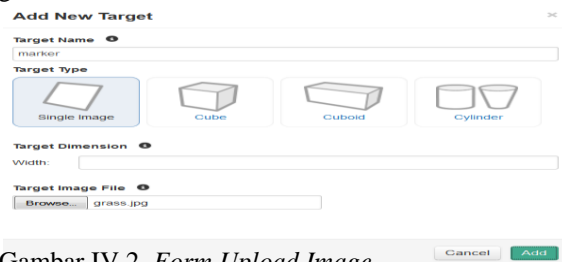 Add New Target ×
Target Name
marker
Target Type
Single Image Cube Cuboid Cylinder
Target Dimension
Width:
Target Image File
Browse... grass.jpg
Cancel Add
Gambar IV.2. Form Upload Image